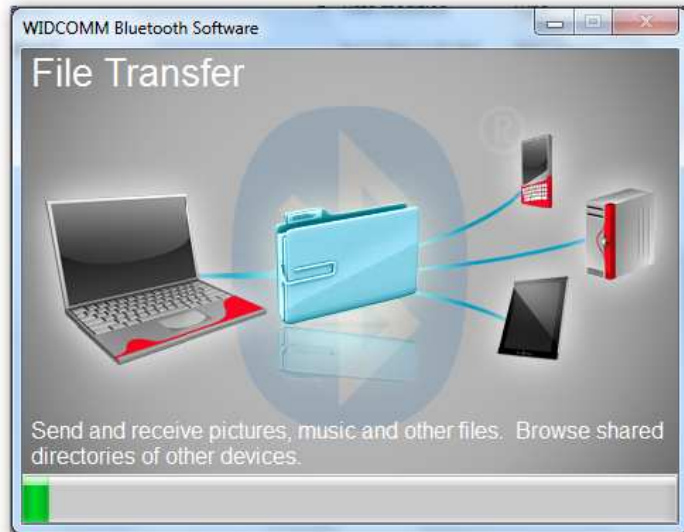 WIDCOMM Bluetooth Software
File Transfer
®
Send and receive pictures, music and other files.  Browse shared
directories of other devices.